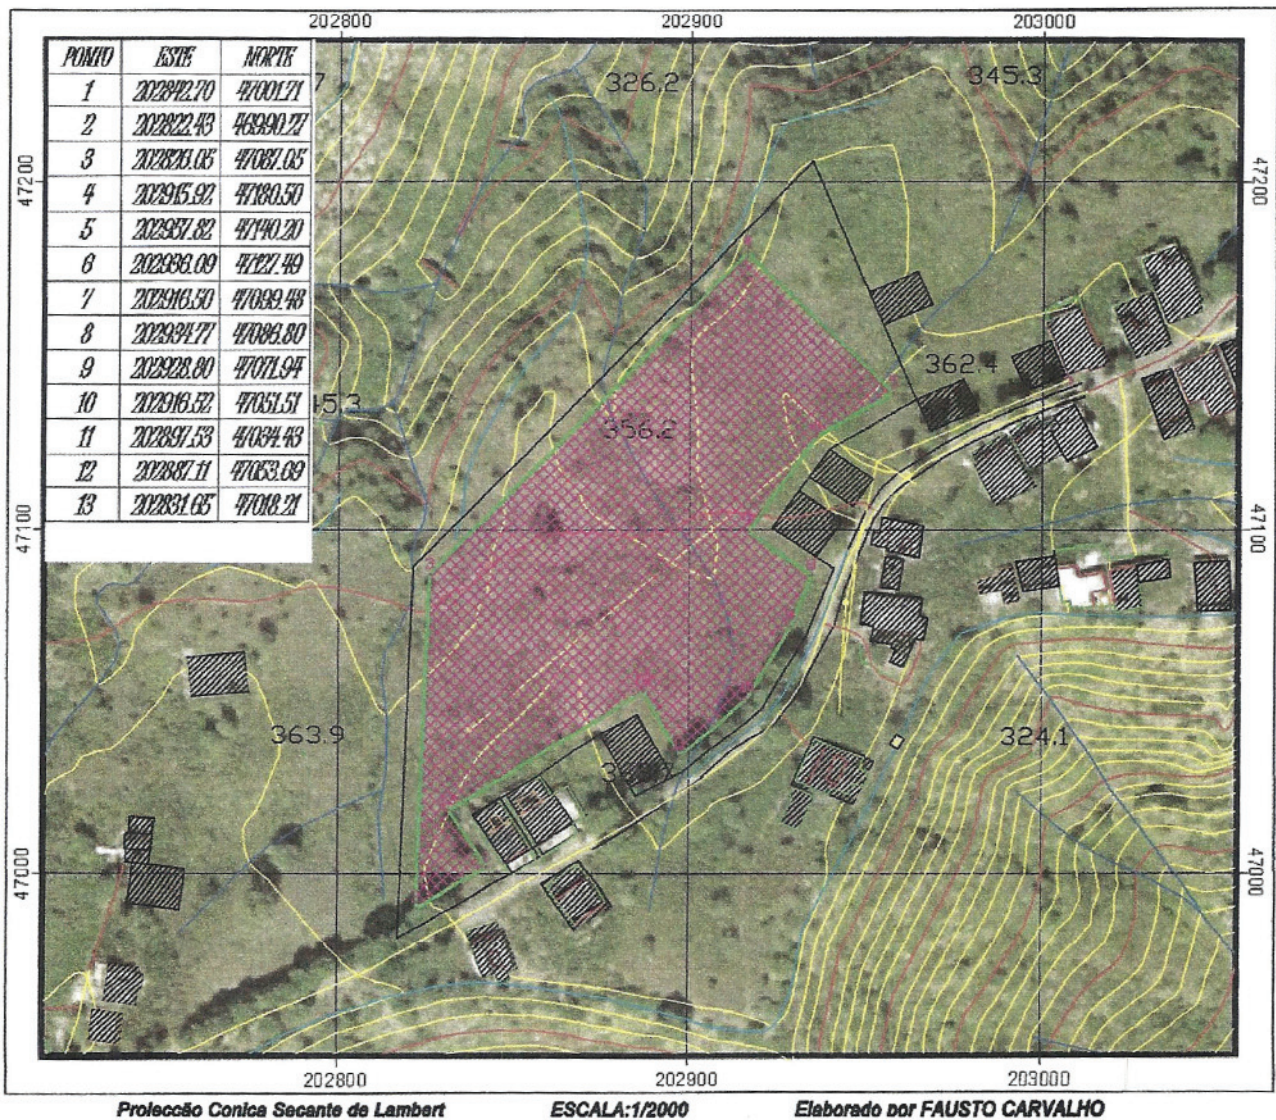 202800 202900 203000
PONTO ESTE NORTE
1 202842.70 47001.71
2 202822.43 46990.27
3 202826.06 47087.05
4 202915.92 47180.50
5 202957.82 47140.20
6 202936.09 47127.49
7 202916.50 47099.48
8 202934.77 47086.80
9 202928.80 47071.94
10 202916.52 47051.51
11 202897.53 47034.43
12 202887.11 47053.09
13 202831.65 47018.21
326.2 345.3
47200 47200
362.4
45.3 356.2
47100 47100
363.9 324.1
47000 47000
202800 202900 203000
Projecção Conica Secante de Lambert ESCALA:1/2000 Elaborado por FAUSTO CARVALHO